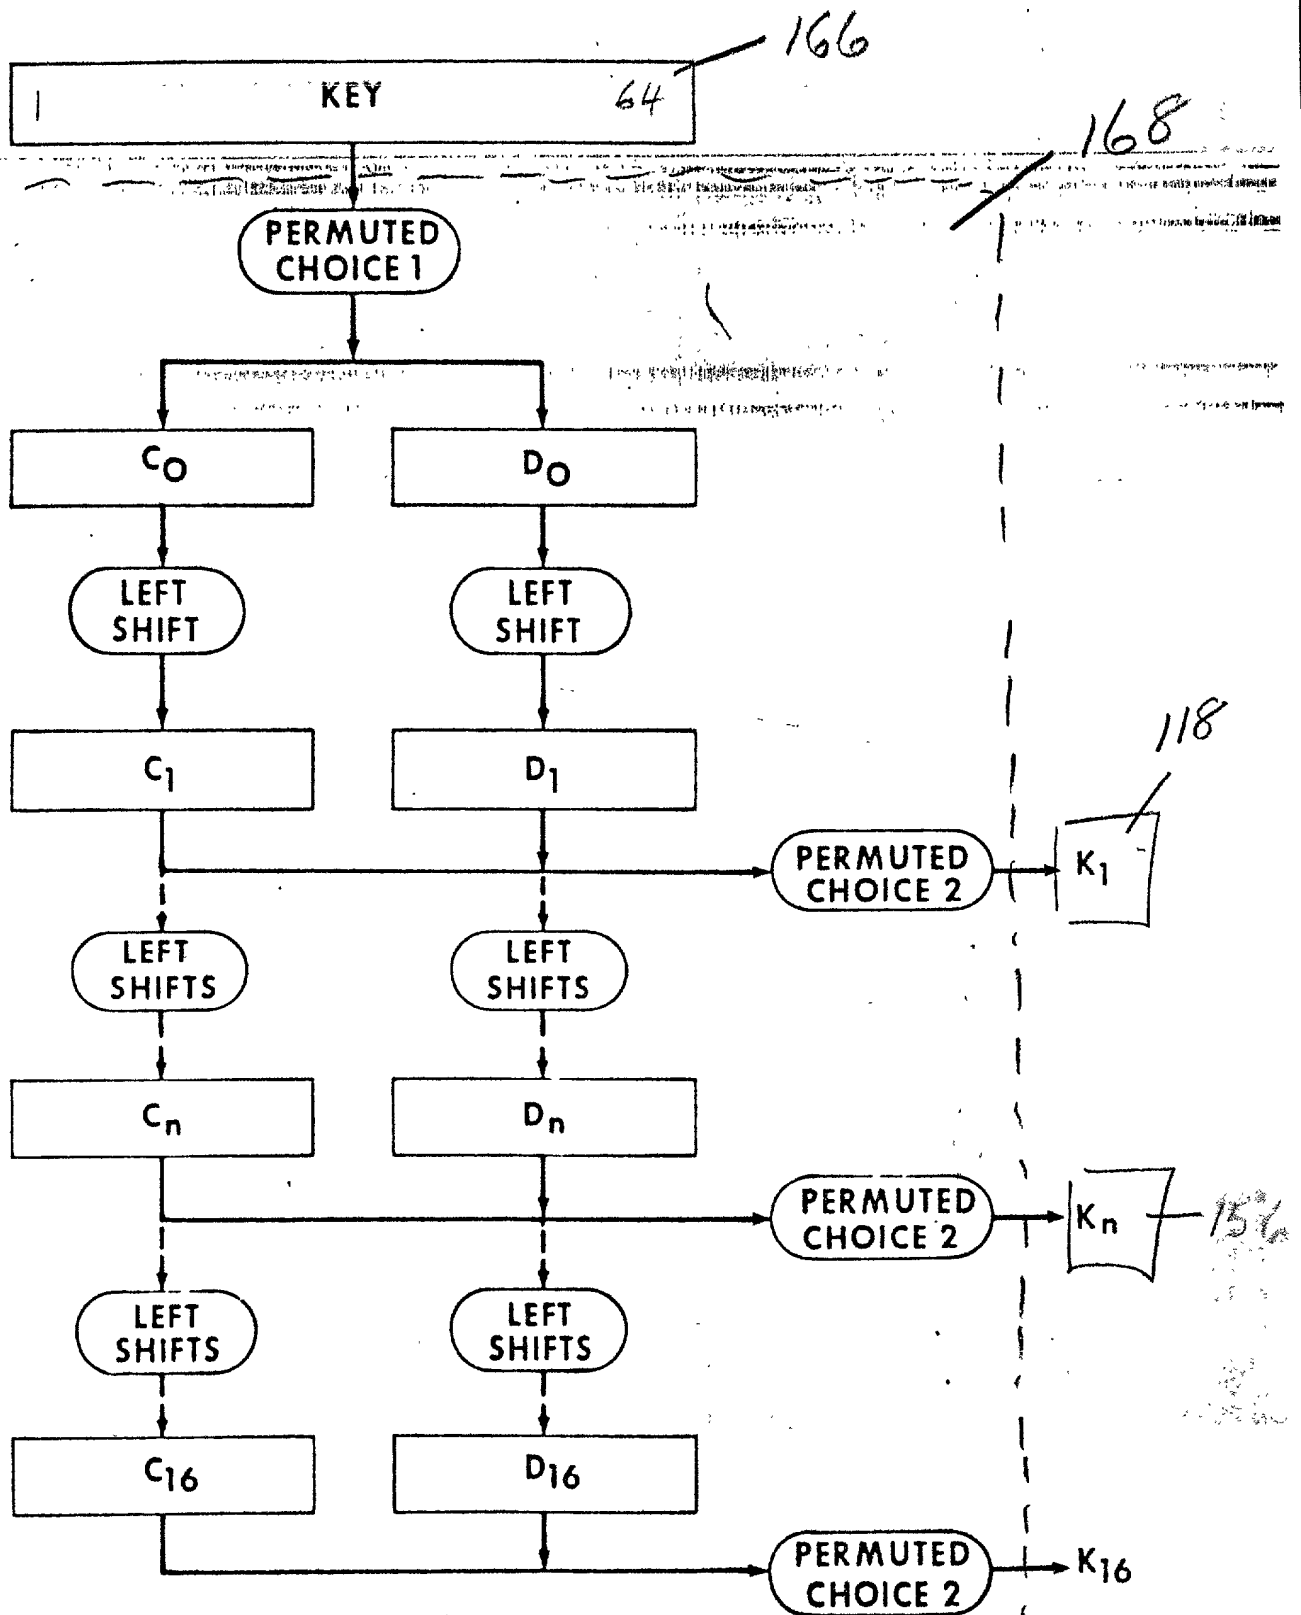 166
1 KEY 64
168
PERMUTED
CHOICE 1
C0 D0
LEFT
SHIFT
LEFT
SHIFT
C1 D1
118
PERMUTED
CHOICE 2
K1
LEFT
SHIFTS
LEFT
SHIFTS
Cn Dn
PERMUTED
CHOICE 2
Kn
156
LEFT
SHIFTS
LEFT
SHIFTS
C16 D16
PERMUTED
CHOICE 2
K16